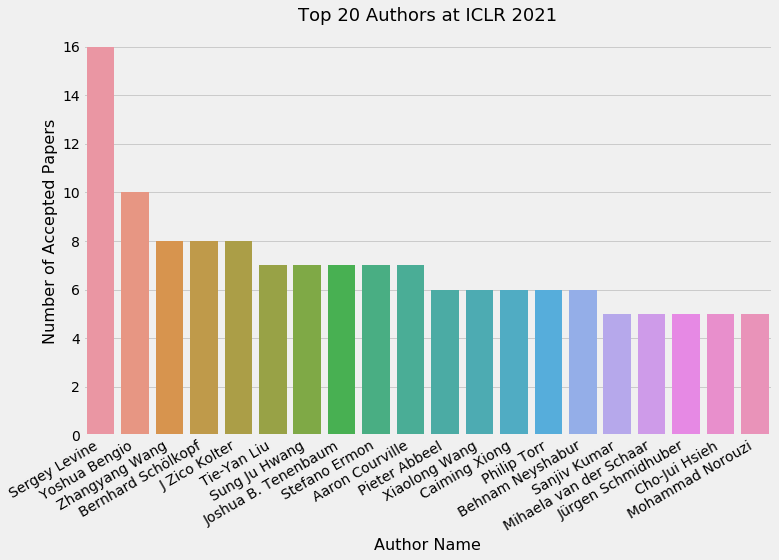 Top 20 Authors at ICLR 2021
Number of Accepted Papers
16
14
12
10
8
6
4
2
0
Sergey Levine
Yoshua Bengio
Zhangyang Wang
Bernhard Schölkopf
J Zico Kolter
Tie-Yan Liu
Sung Ju Hwang
Joshua B. Tenenbaum
Stefano Ermon
Aaron Courville
Pieter Abbeel
Xiaolong Wang
Caiming Xiong
Philip Torr
Behnam Neyshabur
Sanjiv Kumar
Mihaela van der Schaar
Jürgen Schmidhuber
Cho-Jui Hsieh
Mohammad Norouzi
Author Name